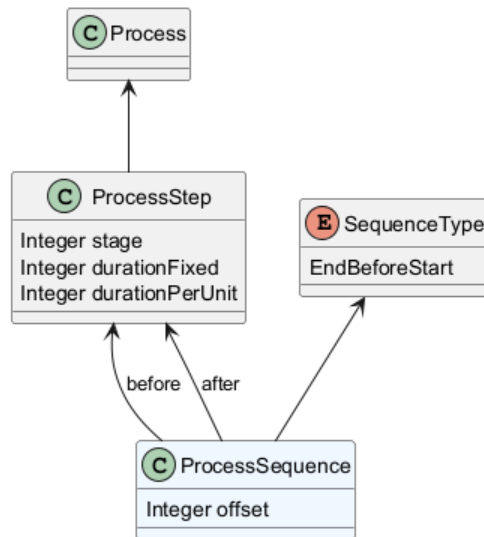 C Process
C ProcessStep
Integer stage
Integer durationFixed
Integer durationPerUnit
E SequenceType
EndBeforeStart
before
after
C ProcessSequence
Integer offset